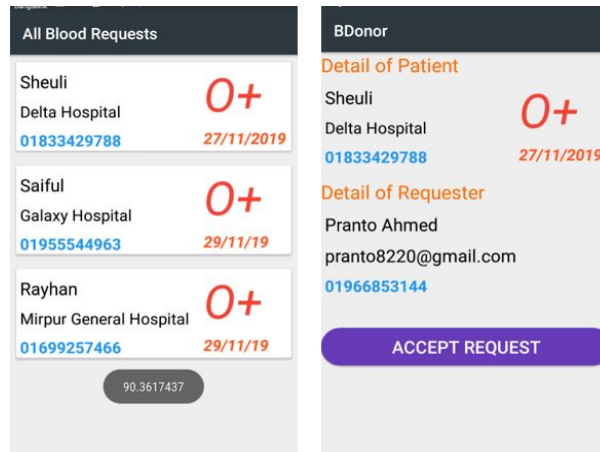 All Blood Requests
Sheuli
Delta Hospital
01833429788
O+
27/11/2019
Saiful
Galaxy Hospital
01955544963
O+
29/11/19
Rayhan
Mirpur General Hospital
01699257466
O+
29/11/19
90.3617437
BDonor
Detail of Patient
Sheuli
Delta Hospital
01833429788
O+
27/11/2019
Detail of Requester
Pranto Ahmed
pranto8220@gmail.com
01966853144
ACCEPT REQUEST